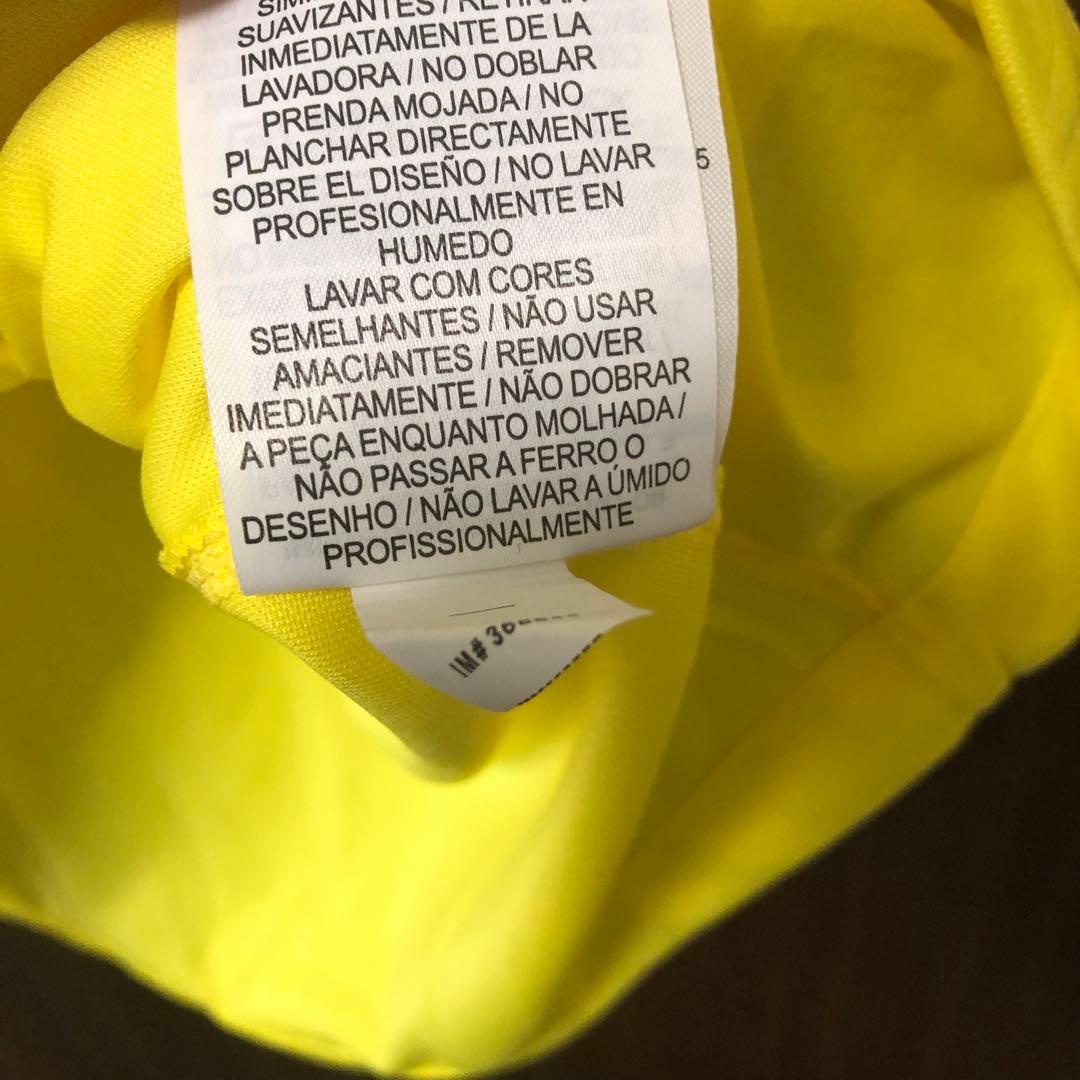 SUAVIZANTES / RETIRAR
INMEDIATAMENTE DE LA
LAVADORA / NO DOBLAR
PRENDA MOJADA / NO
PLANCHAR DIRECTAMENTE
SOBRE EL DISEÑO / NO LAVAR
PROFESIONALMENTE EN
HUMEDO
LAVAR COM CORES
SEMELHANTES / NÃO USAR
AMACIANTES / REMOVER
IMEDIATAMENTE / NÃO DOBRAR
A PEÇA ENQUANTO MOLHADA /
NÃO PASSAR A FERRO O
DESENHO / NÃO LAVAR A ÚMIDO
PROFISSIONALMENTE
5